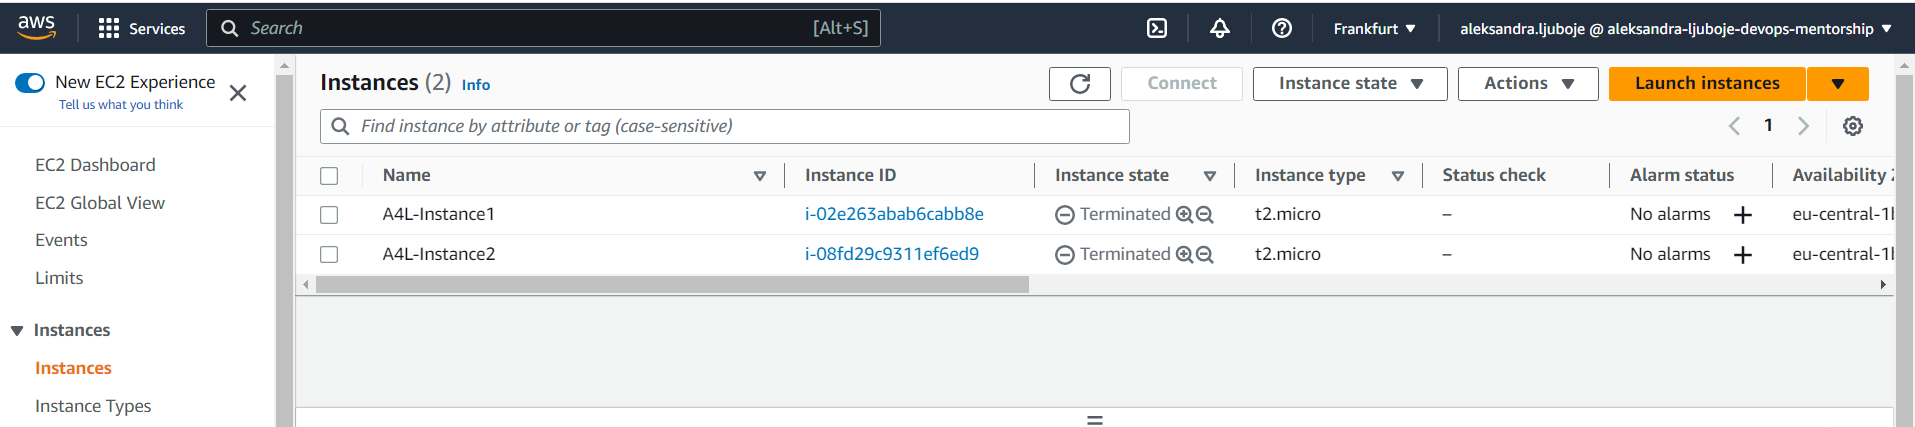 aws
Services
Search [Alt+S]
Frankfurt
aleksandra.ljuboje @ aleksandra-ljuboje-devops-mentorship
New EC2 Experience
Tell us what you think
EC2 Dashboard
EC2 Global View
Events
Limits
Instances
Instances
Instance Types
Instances (2) Info
Connect
Instance state
Actions
Launch instances
Find instance by attribute or tag (case-sensitive)
1
Name Instance ID Instance state Instance type Status check Alarm status Availability
A4L-Instance1 i-02e263abab6cabb8e Terminated t2.micro – No alarms + eu-central-1b
A4L-Instance2 i-08fd29c9311ef6ed9 Terminated t2.micro – No alarms + eu-central-1b